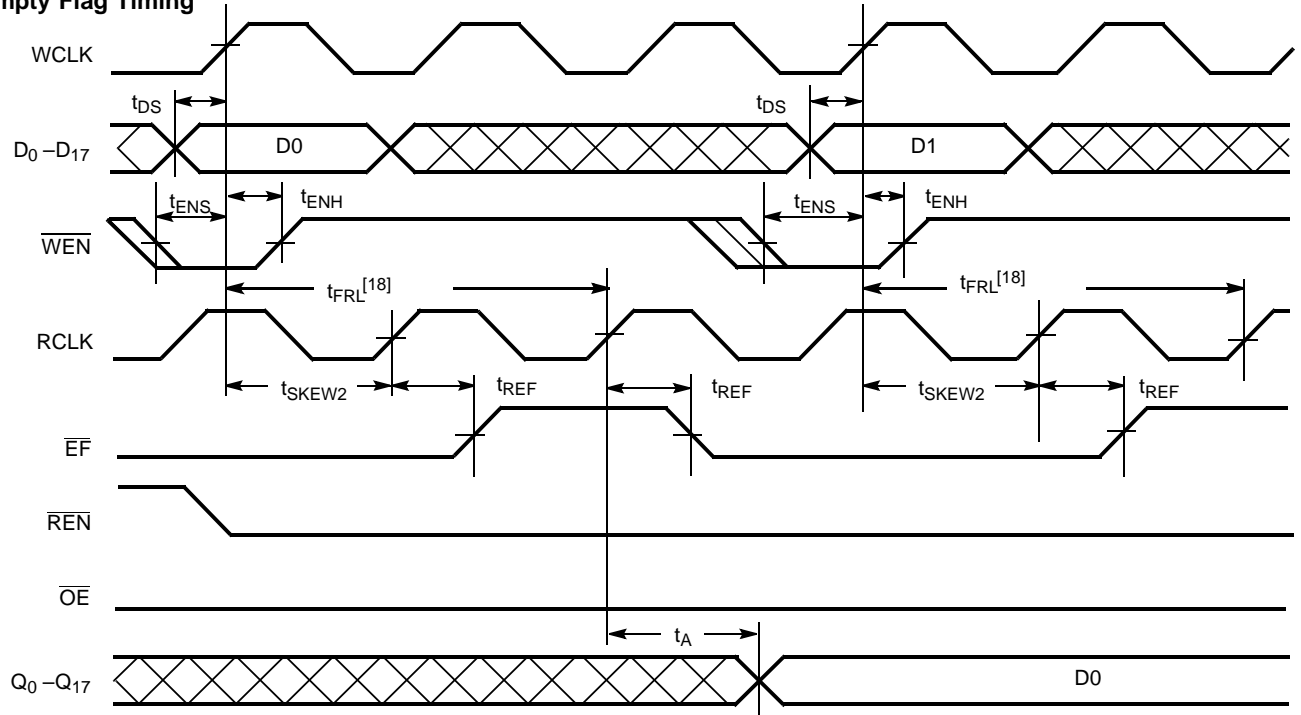 mpty Flag Timing
WCLK
tDS tDS
D0 –D17 D0 D1
tENS tENH tENS tENH
WEN
tFRL[18] tFRL[18]
RCLK
tSKEW2 tREF tREF tSKEW2 tREF
EF
REN
OE
tA
Q0 –Q17 D0